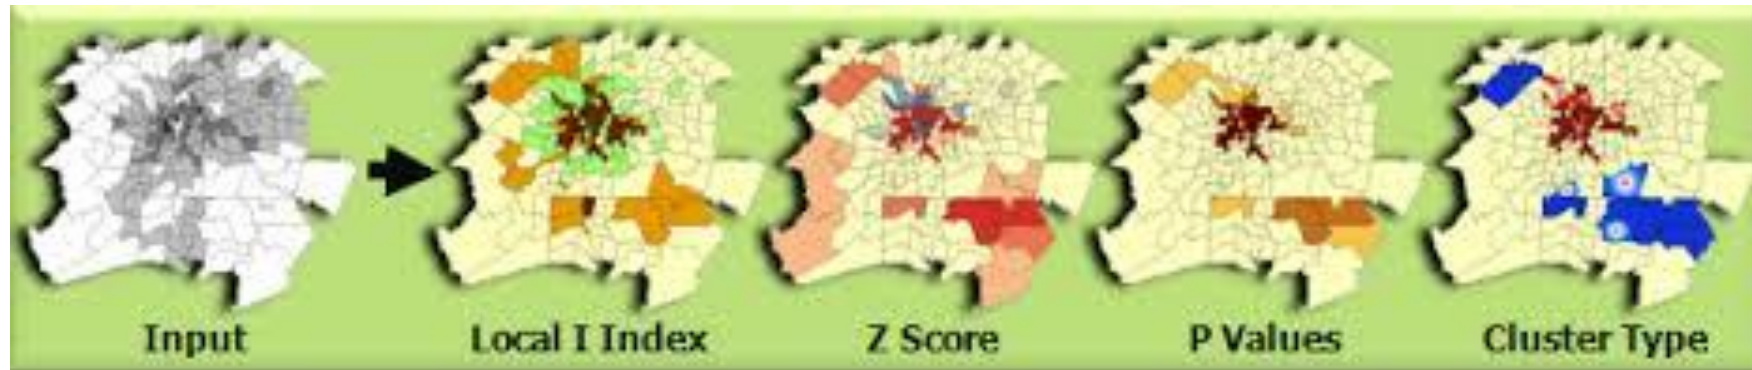 Input
Local I Index
Z Score
P Values
Cluster Type